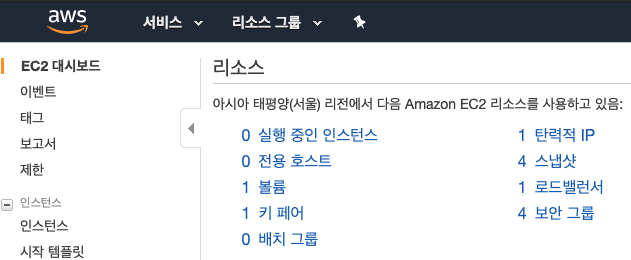 aws 서비스 리소스 그룹
EC2 대시보드
이벤트
태그
보고서
제한
인스턴스
인스턴스
시작 템플릿
리소스
아시아 태평양(서울) 리전에서 다음 Amazon EC2 리소스를 사용하고 있음:
0 실행 중인 인스턴스 1 탄력적 IP
0 전용 호스트 4 스냅샷
1 볼륨 1 로드밸런서
1 키 페어 4 보안 그룹
0 배치 그룹